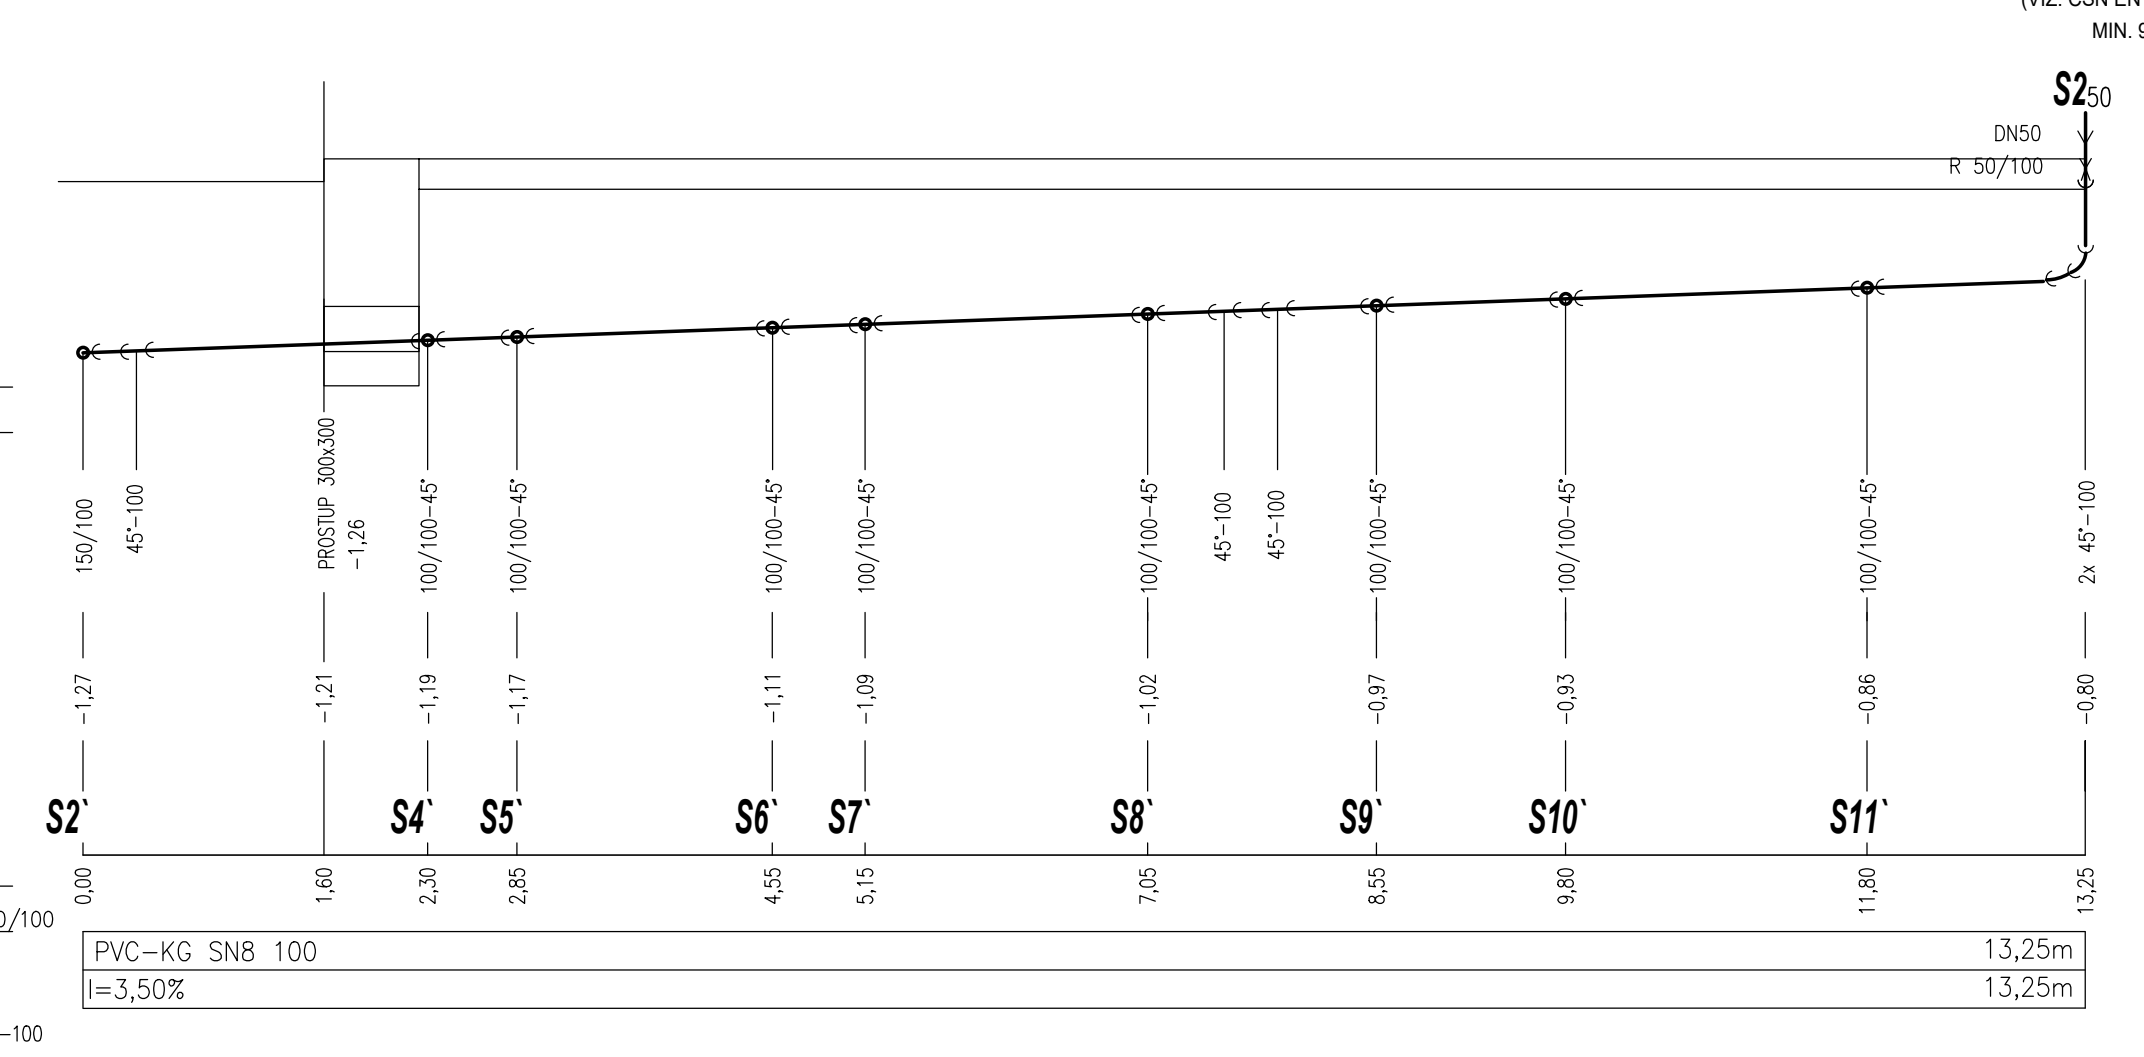 (VIZ. ČSN EN
MIN. 9
S2 50
DN50
R 50/100
150/100
45°-100
PROSTUP 300x300
-1,26
100/100-45°
100/100-45°
100/100-45°
100/100-45°
100/100-45°
45°-100
45°-100
100/100-45°
100/100-45°
100/100-45°
2x 45°-100
-1,27
-1,21
-1,19
-1,17
-1,11
-1,09
-1,02
-0,97
-0,93
-0,86
-0,80
S2`
S4`
S5`
S6`
S7`
S8`
S9`
S10`
S11`
0,00
1,60
2,30
2,85
4,55
5,15
7,05
8,55
9,80
11,80
13,25
0/100
PVC-KG SN8 100 13,25m
I=3,50% 13,25m
-100